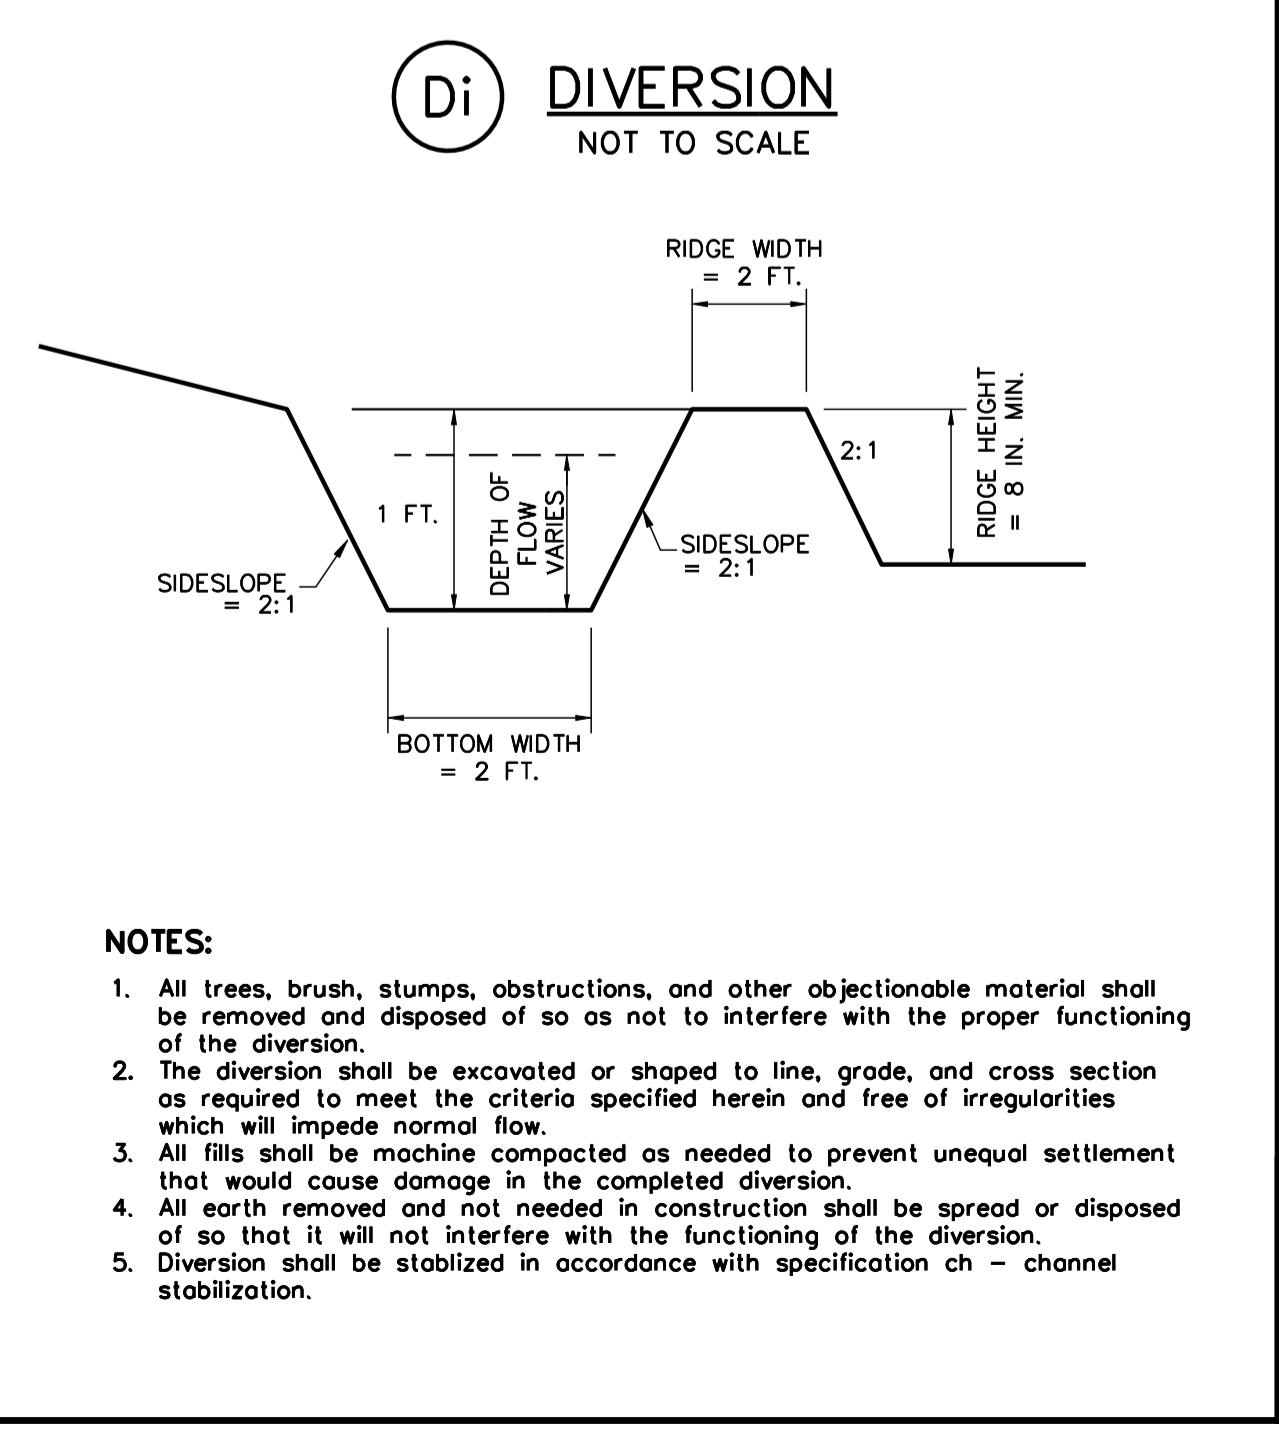 Di
DIVERSION
NOT TO SCALE
RIDGE WIDTH
= 2 FT.
RIDGE HEIGHT
= 8 IN. MIN.
2:1
1 FT.
DEPTH OF
FLOW
VARIES
SIDESLOPE
= 2:1
SIDESLOPE
= 2:1
BOTTOM WIDTH
= 2 FT.
NOTES:
1. All trees, brush, stumps, obstructions, and other objectionable material shall
be removed and disposed of so as not to interfere with the proper functioning
of the diversion.
2. The diversion shall be excavated or shaped to line, grade, and cross section
as required to meet the criteria specified herein and free of irregularities
which will impede normal flow.
3. All fills shall be machine compacted as needed to prevent unequal settlement
that would cause damage in the completed diversion.
4. All earth removed and not needed in construction shall be spread or disposed
of so that it will not interfere with the functioning of the diversion.
5. Diversion shall be stablized in accordance with specification ch – channel
stabilization.